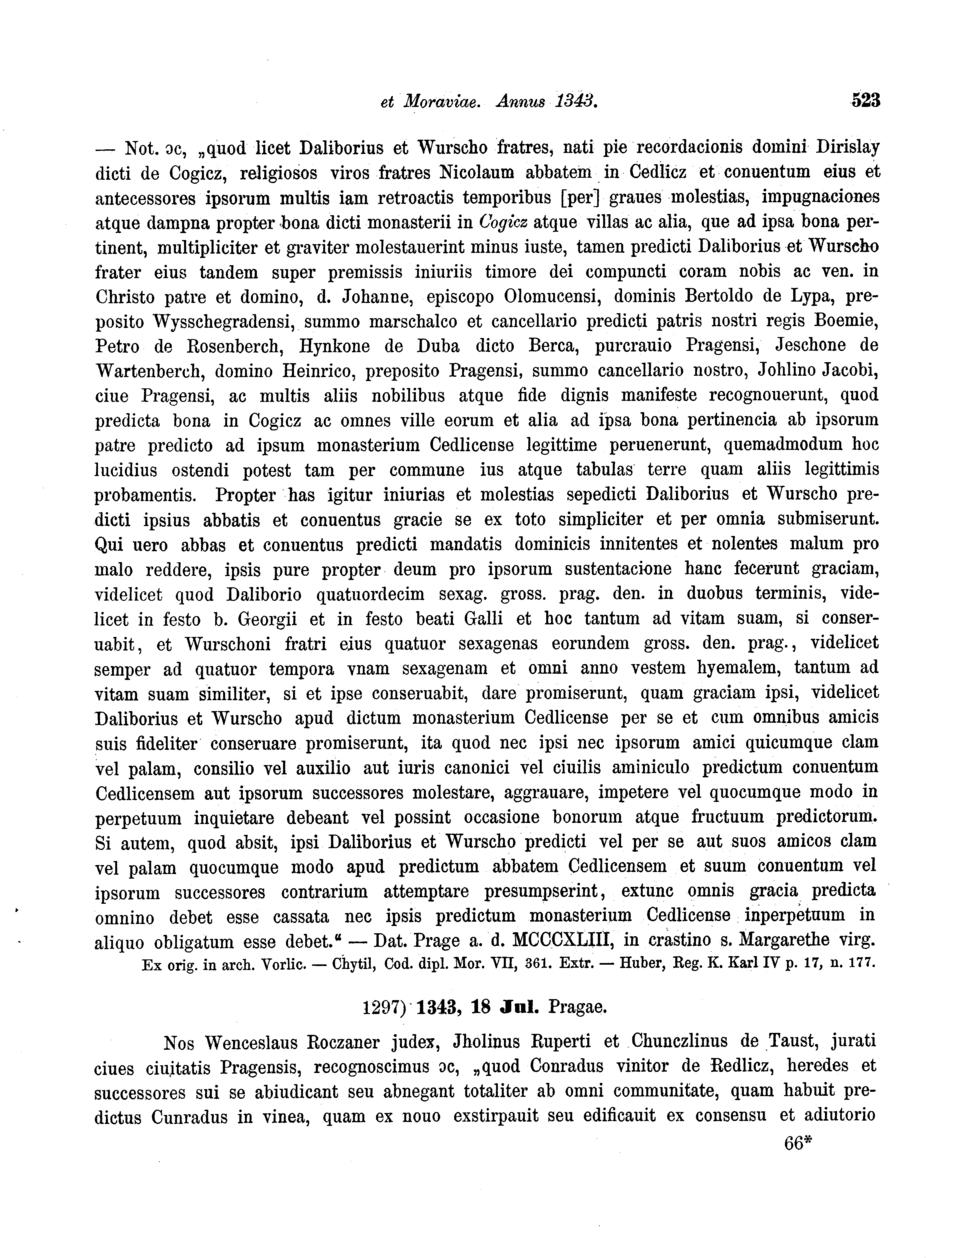 et Moraviae. Annus 1343. 523
— Not. ɔc, „quod licet Daliborius et Wurscho fratres, nati pie recordacionis domini Dirislay
dicti de Cogicz, religiosos viros fratres Nicolaum abbatem in Cedlicz et conuentum eius et
antecessores ipsorum multis iam retroactis temporibus [per] graues molestias, impugnaciones
atque dampna propter bona dicti monasterii in Cogicz atque villas ac alia, que ad ipsa bona per-
tinent, multipliciter et graviter molestauerint minus iuste, tamen predicti Daliborius et Wurscho
frater eius tandem super premissis iniuriis timore dei compuncti coram nobis ac ven. in
Christo patre et domino, d. Johanne, episcopo Olomucensi, dominis Bertoldo de Lypa, pre-
posito Wysschegradensi, summo marschalco et cancellario predicti patris nostri regis Boemie,
Petro de Rosenberch, Hynkone de Duba dicto Berca, purcrauio Pragensi, Jeschone de
Wartenberch, domino Heinrico, preposito Pragensi, summo cancellario nostro, Johlino Jacobi,
ciue Pragensi, ac multis aliis nobilibus atque fide dignis manifeste recognouerunt, quod
predicta bona in Cogicz ac omnes ville eorum et alia ad ipsa bona pertinencia ab ipsorum
patre predicto ad ipsum monasterium Cedlicense legittime peruenerunt, quemadmodum hoc
lucidius ostendi potest tam per commune ius atque tabulas terre quam aliis legittimis
probamentis. Propter has igitur iniurias et molestias sepedicti Daliborius et Wurscho pre-
dicti ipsius abbatis et conuentus gracie se ex toto simpliciter et per omnia submiserunt.
Qui uero abbas et conuentus predicti mandatis dominicis innitentes et nolentes malum pro
malo reddere, ipsis pure propter deum pro ipsorum sustentacione hanc fecerunt graciam,
videlicet quod Daliborio quatuordecim sexag. gross. prag. den. in duobus terminis, vide-
licet in festo b. Georgii et in festo beati Galli et hoc tantum ad vitam suam, si conser-
uabit, et Wurschoni fratri eius quatuor sexagenas eorundem gross. den. prag., videlicet
semper ad quatuor tempora vnam sexagenam et omni anno vestem hyemalem, tantum ad
vitam suam similiter, si et ipse conseruabit, dare promiserunt, quam graciam ipsi, videlicet
Daliborius et Wurscho apud dictum monasterium Cedlicense per se et cum omnibus amicis
suis fideliter conseruare promiserunt, ita quod nec ipsi nec ipsorum amici quicumque clam
vel palam, consilio vel auxilio aut iuris canonici vel ciuilis aminiculo predictum conuentum
Cedlicensem aut ipsorum successores molestare, aggrauare, impetere vel quocumque modo in
perpetuum inquietare debeant vel possint occasione bonorum atque fructuum predictorum.
Si autem, quod absit, ipsi Daliborius et Wurscho predicti vel per se aut suos amicos clam
vel palam quocumque modo apud predictum abbatem Cedlicensem et suum conuentum vel
ipsorum successores contrarium attemptare presumpserint, extunc omnis gracia predicta
omnino debet esse cassata nec ipsis predictum monasterium Cedlicense inperpetuum in
aliquo obligatum esse debet.“ — Dat. Prage a. d. MCCCXLIII, in crastino s. Margarethe virg.
Ex orig. in arch. Vorlic. — Chytil, Cod. dipl. Mor. VII, 361. Extr. — Huber, Reg. K. Karl IV p. 17, n. 177.
1297) 1343, 18 Jul. Pragae.
Nos Wenceslaus Roczaner judex, Jholinus Ruperti et Chunczlinus de Taust, jurati
ciues ciuitatis Pragensis, recognoscimus ɔc, „quod Conradus vinitor de Redlicz, heredes et
successores sui se abiudicant seu abnegant totaliter ab omni communitate, quam habuit pre-
dictus Cunradus in vinea, quam ex nouo exstirpauit seu edificauit ex consensu et adiutorio
66*